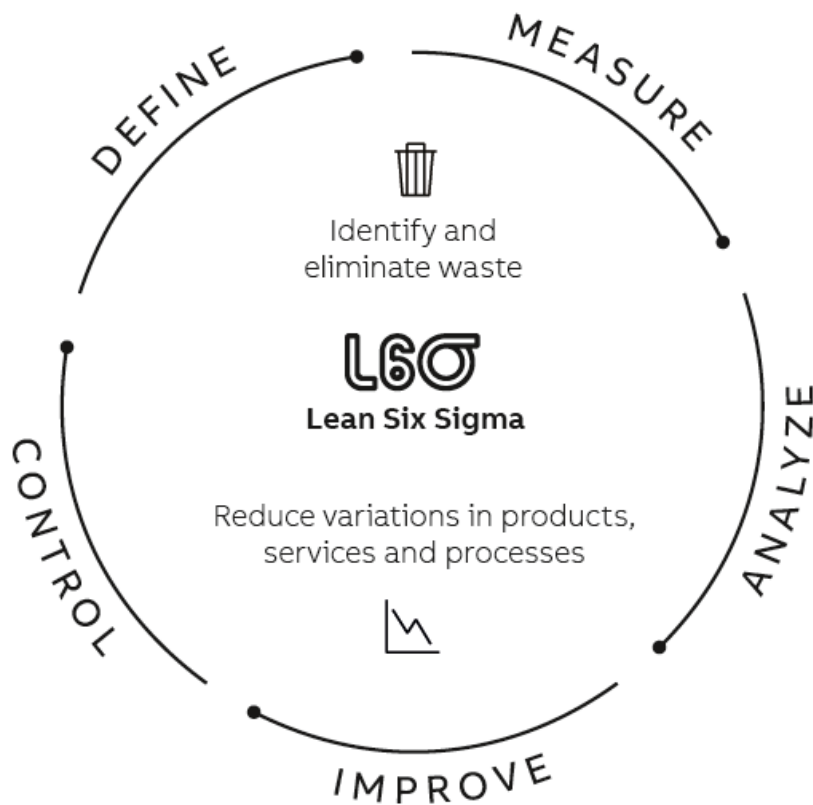 DEFINE
MEASURE
ANALYZE
IMPROVE
CONTROL
Identify and
eliminate waste
L6σ
Lean Six Sigma
Reduce variations in products,
services and processes